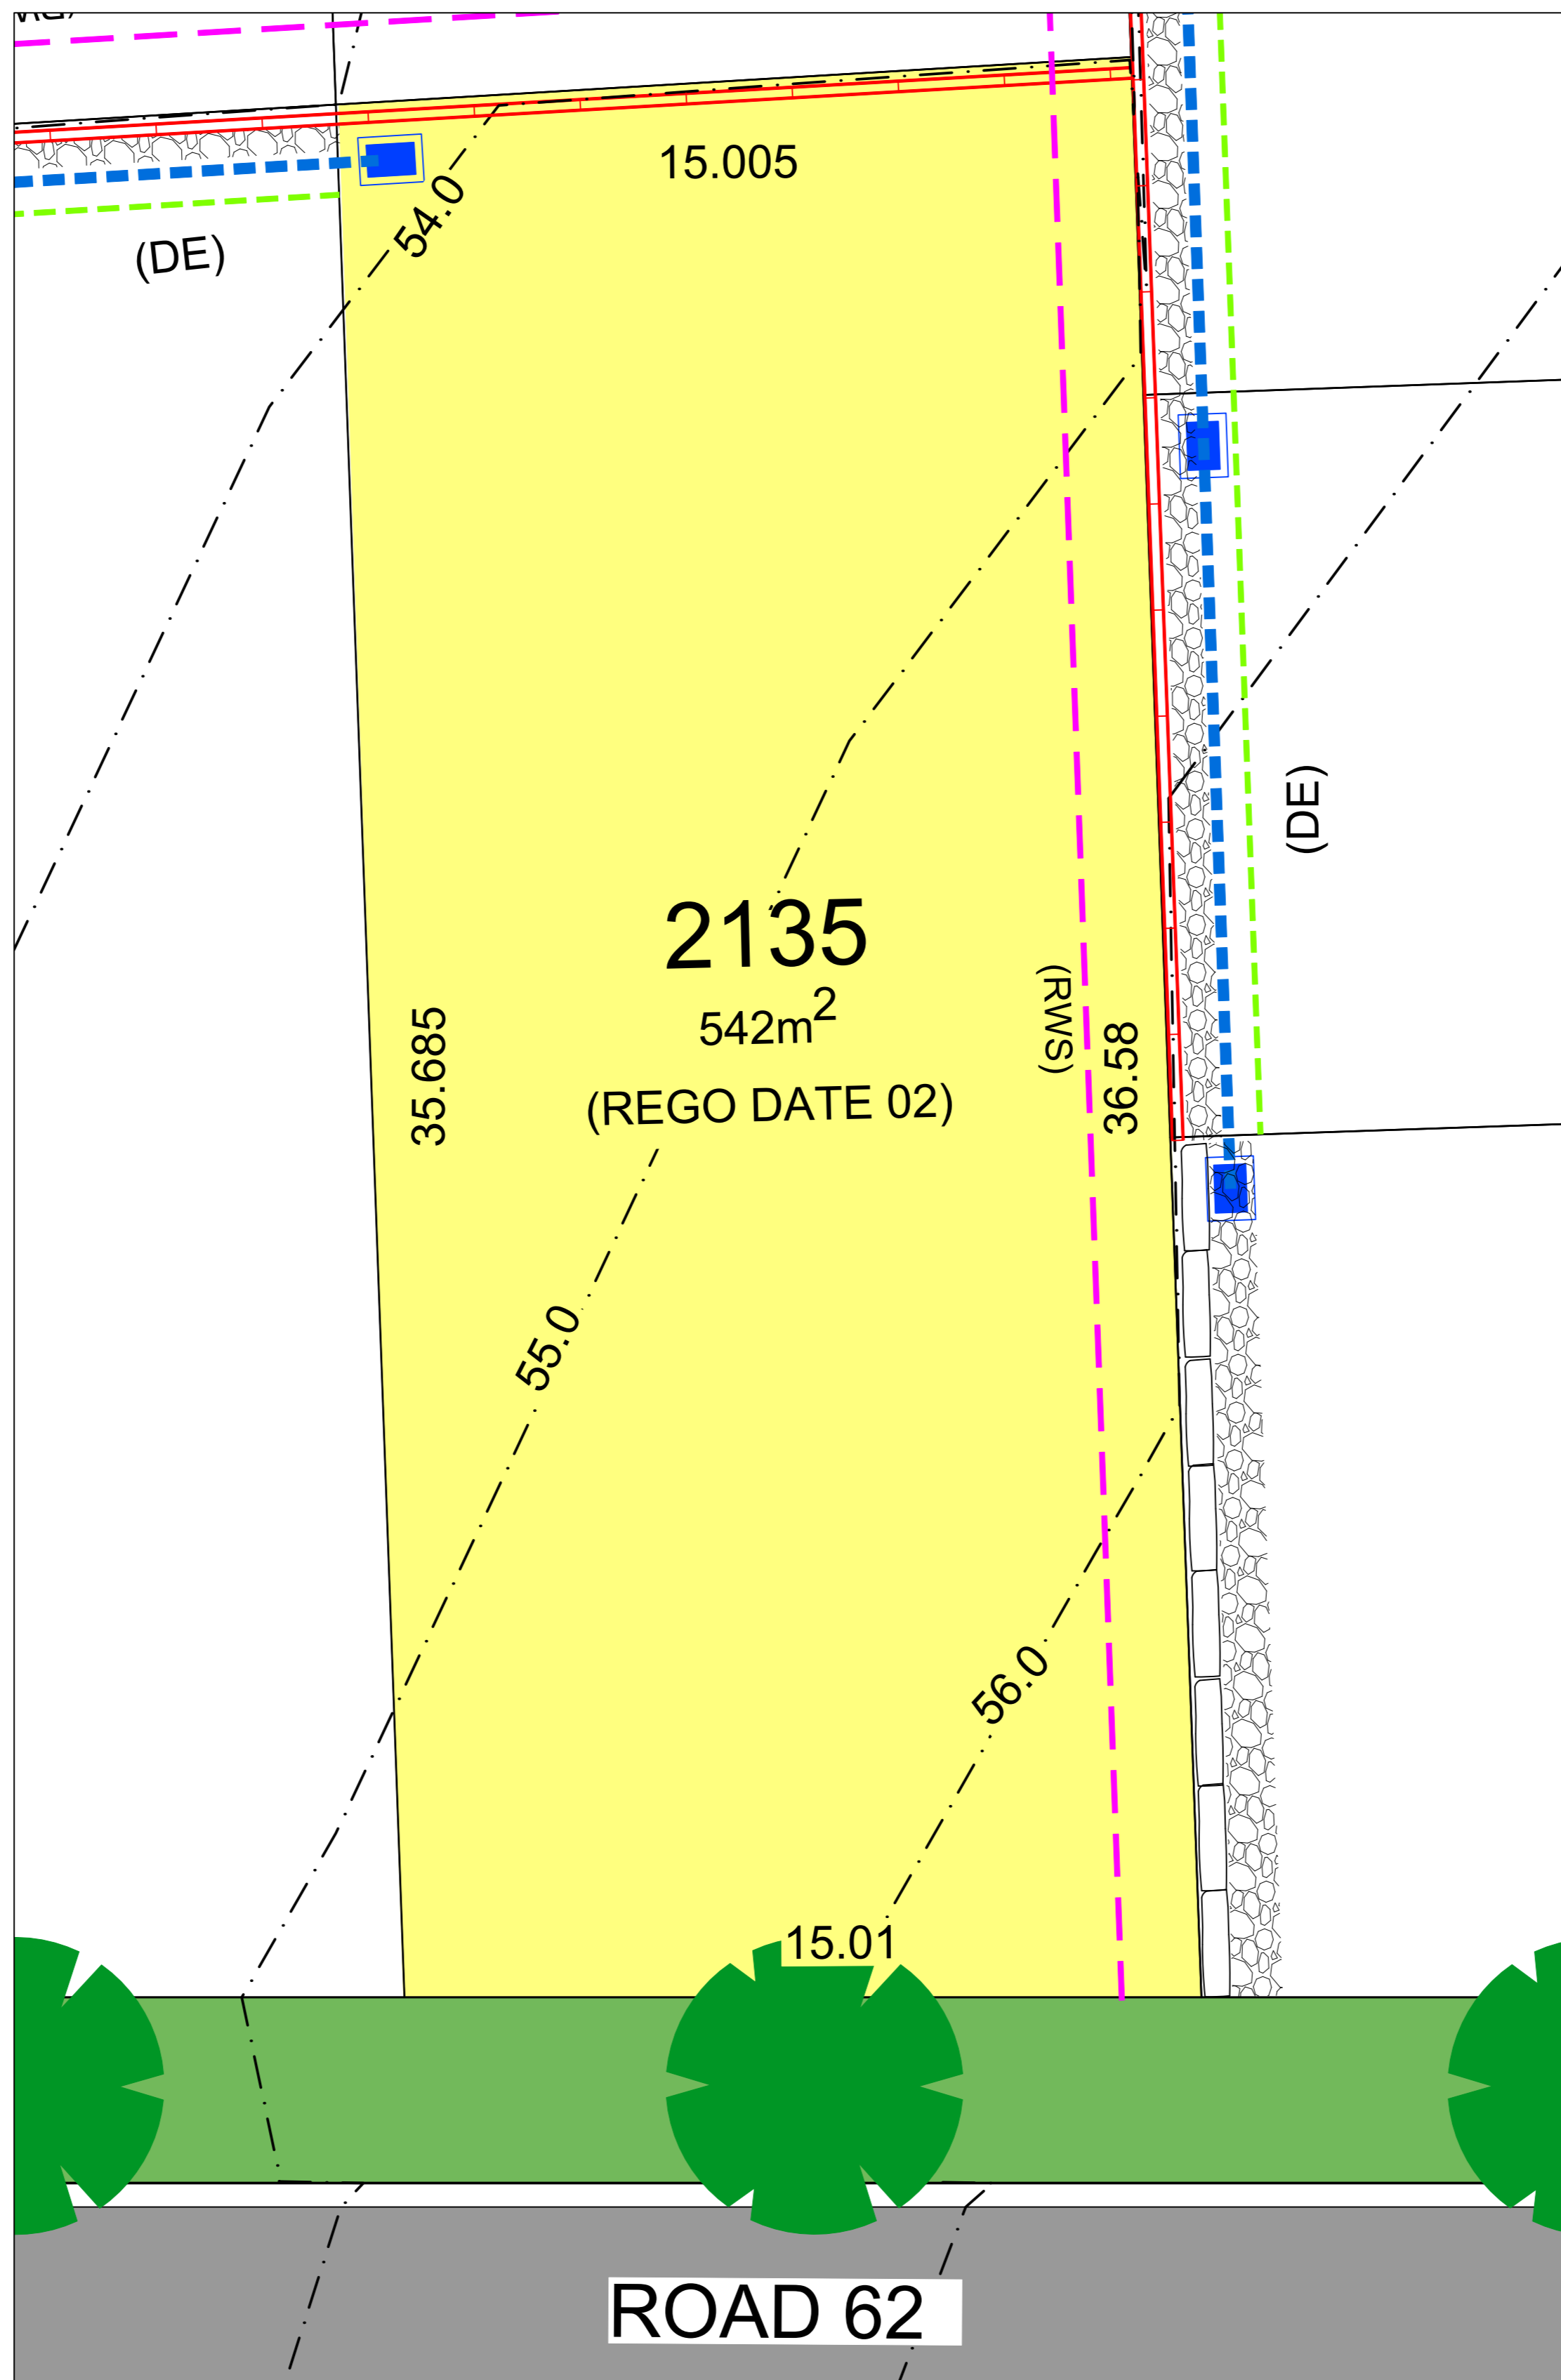 15.005
54.0
(DE)
(DE)
2135
542m²
(RWS)
35.685
36.58
(REGO DATE 02)
55.0
56.0
15.01
ROAD 62